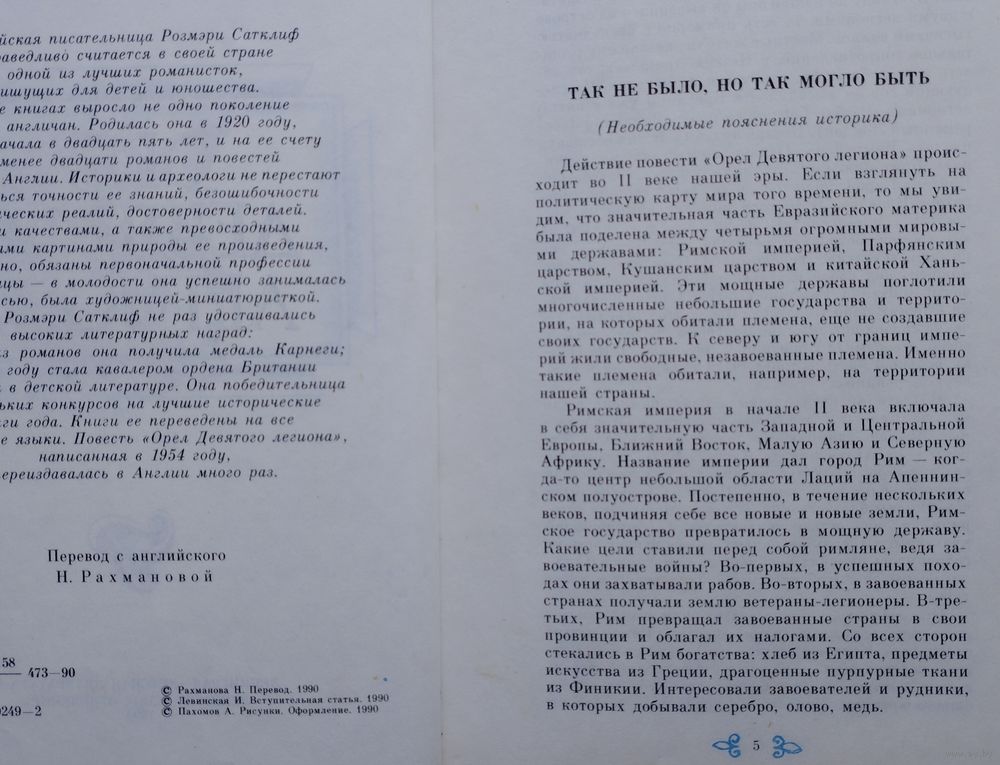 йская писательница Розмэри Сатклиф
раведливо считается в своей стране
одной из лучших романисток,
ишущих для детей и юношества.
е книгах выросло не одно поколение
англичан. Родилась она в 1920 году,
ачала в двадцать пять лет, и на ее счету
менее двадцати романов и повестей
Англии. Историки и археологи не перестают
ться точности ее знаний, безошибочности
ических реалий, достоверности деталей.
и качествами, а также превосходными
ыми картинами природы ее произведения,
но, обязаны первоначальной профессии
ицы — в молодости она успешно занималась
сью, была художницей-миниатюристкой.
Розмэри Сатклиф не раз удостаивались
высоких литературных наград:
из романов она получила медаль Карнеги;
году стала кавалером ордена Британии
в детской литературе. Она победительница
ьких конкурсов на лучшие исторические
ги года. Книги ее переведены на все
е языки. Повесть «Орел Девятого легиона»,
написанная в 1954 году,
ереиздавалась в Англии много раз.
Перевод с английского
Н. Рахмановой
58
473—90
0249—2
© Рахманова Н. Перевод. 1990
© Левинская И. Вступительная статья. 1990
© Пахомов А. Рисунки. Оформление. 1990
ТАК НЕ БЫЛО, НО ТАК МОГЛО БЫТЬ
(Необходимые пояснения историка)
Действие повести «Орел Девятого легиона» проис-
ходит во II веке нашей эры. Если взглянуть на
политическую карту мира того времени, то мы уви-
дим, что значительная часть Евразийского материка
была поделена между четырьмя огромными мировы-
ми державами: Римской империей, Парфянским
царством, Кушанским царством и китайской Хань-
ской империей. Эти мощные державы поглотили
многочисленные небольшие государства и террито-
рии, на которых обитали племена, еще не создавшие
своих государств. К северу и югу от границ импе-
рий жили свободные, незавоеванные племена. Именно
такие племена обитали, например, на территории
нашей страны.
Римская империя в начале II века включала
в себя значительную часть Западной и Центральной
Европы, Ближний Восток, Малую Азию и Северную
Африку. Название империи дал город Рим — ког-
да-то центр небольшой области Лаций на Апеннин-
ском полуострове. Постепенно, в течение нескольких
веков, подчиняя себе все новые и новые земли, Рим-
ское государство превратилось в мощную державу.
Какие цели ставили перед собой римляне, ведя за-
воевательные войны? Во-первых, в успешных похо-
дах они захватывали рабов. Во-вторых, в завоеванных
странах получали землю ветераны-легионеры. В-тре-
тьих, Рим превращал завоеванные страны в свои
провинции и облагал их налогами. Со всех сторон
стекались в Рим богатства: хлеб из Египта, предметы
искусства из Греции, драгоценные пурпурные ткани
из Финикии. Интересовали завоевателей и рудники,
в которых добывали серебро, олово, медь.
5